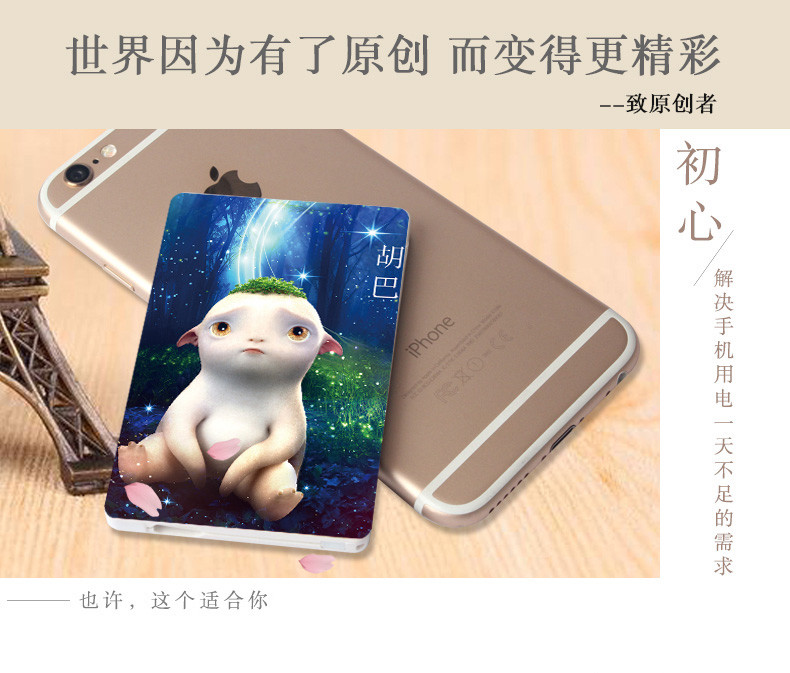 世界因为有了原创 而变得更精彩
--致原创者
初心
解决手机用电一天不足的需求
胡巴
iPhone
也许，这个适合你